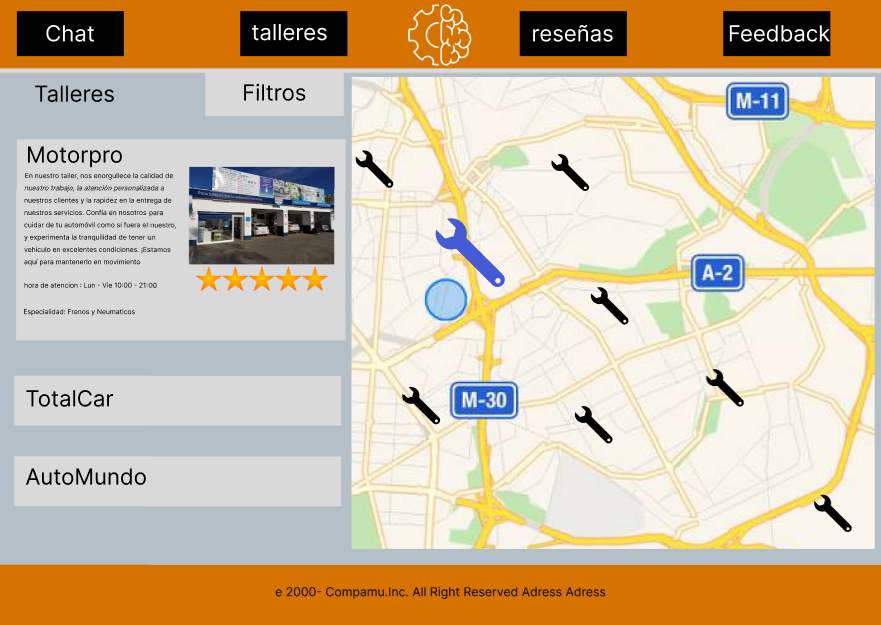 Chat
talleres
reseñas
Feedback
Talleres
Filtros
Motorpro
En nuestro taller, nos enorgullece la calidad de
nuestro trabajo, la atención personalizada a
nuestros clientes y la rapidez en la entrega de
nuestros servicios. Confía en nosotros para
cuidar de tu automóvil como si fuera el nuestro,
y experimenta la tranquilidad de tener un
vehículo en excelentes condiciones. ¡Estamos
aquí para mantenerlo en movimiento
hora de atencion : Lun - Vie 10:00 - 21:00
Especialidad: Frenos y Neumaticos
TotalCar
AutoMundo
M-11
A-2
M-30
e 2000- Compamu.Inc. All Right Reserved Adress Adress